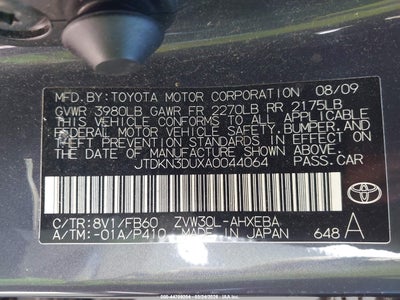 MFD.BY: TOYOTA MOTOR CORPORATION 08/09
GVWR 3980LB GAWR FR 2270LB RR 2175LB
THIS VEHICLE CONFORMS TO ALL APPLICABLE
FEDERAL MOTOR VEHICLE SAFETY, BUMPER, AND
THEFT PREVENTION STANDARDS IN EFFECT ON
THE DATE OF MANUFACTURE SHOWN ABOVE.
JTDKN3DUXA0044064 PASS.CAR
C/TR:8V1/FB60 ZVW30L-AHXEBA
A/TM:-01A/P410 MADE IN JAPAN 648 A
TOYOTA